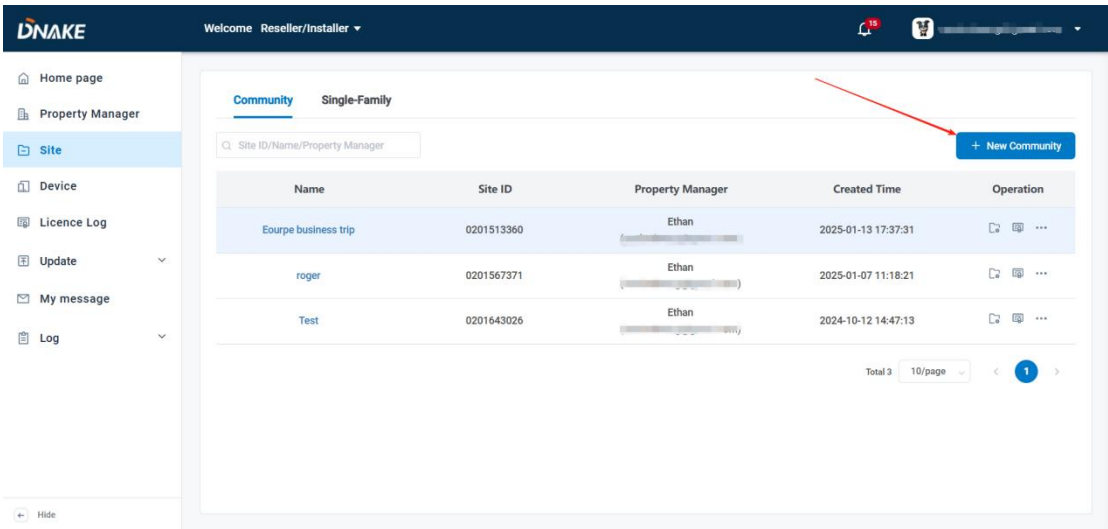 DNAKE
Welcome Reseller/Installer
15
Home page
Property Manager
Site
Device
Licence Log
Update
My message
Log
Hide
Community Single-Family
Site ID/Name/Property Manager
+ New Community
Name Site ID Property Manager Created Time Operation
Eourpe business trip 0201513360 Ethan 2025-01-13 17:37:31
roger 0201567371 Ethan 2025-01-07 11:18:21
Test 0201643026 Ethan 2024-10-12 14:47:13
Total 3 10/page < 1 >